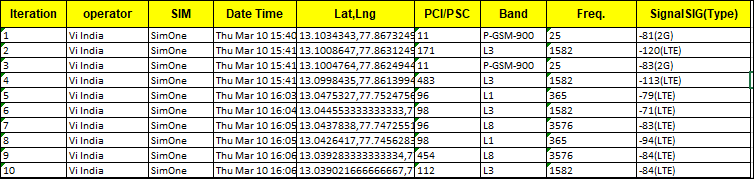 Iteration operator SIM Date Time Lat,Lng PCI/PSC Band Freq. SignalSIG(Type)
1 Vi India SimOne Thu Mar 10 15:40 13.1034343,77.8673249 11 P-GSM-900 25 -81(2G)
2 Vi India SimOne Thu Mar 10 15:41 13.1008647,77.8631249 171 L3 1582 -120(LTE)
3 Vi India SimOne Thu Mar 10 15:41 13.1004764,77.8624944 11 P-GSM-900 25 -83(2G)
4 Vi India SimOne Thu Mar 10 15:41 13.0998435,77.8613994 483 L3 1582 -113(LTE)
5 Vi India SimOne Thu Mar 10 16:03 13.0475327,77.7524756 96 L1 365 -79(LTE)
6 Vi India SimOne Thu Mar 10 16:04 13.044553333333333,7 98 L3 1582 -71(LTE)
7 Vi India SimOne Thu Mar 10 16:05 13.0437838,77.7472551 96 L8 3576 -83(LTE)
8 Vi India SimOne Thu Mar 10 16:05 13.0426417,77.7456283 98 L1 365 -94(LTE)
9 Vi India SimOne Thu Mar 10 16:06 13.039283333333334,7 454 L8 3576 -84(LTE)
10 Vi India SimOne Thu Mar 10 16:06 13.039021666666667,7 112 L3 1582 -84(LTE)